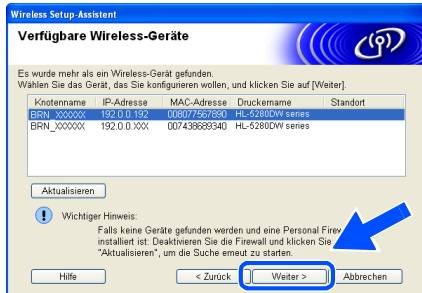 Wireless Setup-Assistent
Verfügbare Wireless-Geräte
Es wurde mehr als ein Wireless-Gerät gefunden.
Wählen Sie das Gerät, das Sie konfigurieren wollen, und klicken Sie auf [Weiter].
Knotenname IP-Adresse MAC-Adresse Druckername Standort
BRN_XXXXXX 192.0.0.192 008077567890 HL-5280DW series
BRN_XXXXXX 192.0.0.XXX 007438689340 HL-5280DW series
Aktualisieren
Wichtiger Hinweis:
Falls keine Geräte gefunden werden und eine Personal
installiert ist: Deaktivieren Sie die Firewall und klicken Sie
"Aktualisieren", um die Suche erneut zu starten.
Hilfe < Zurück Weiter > Abbrechen